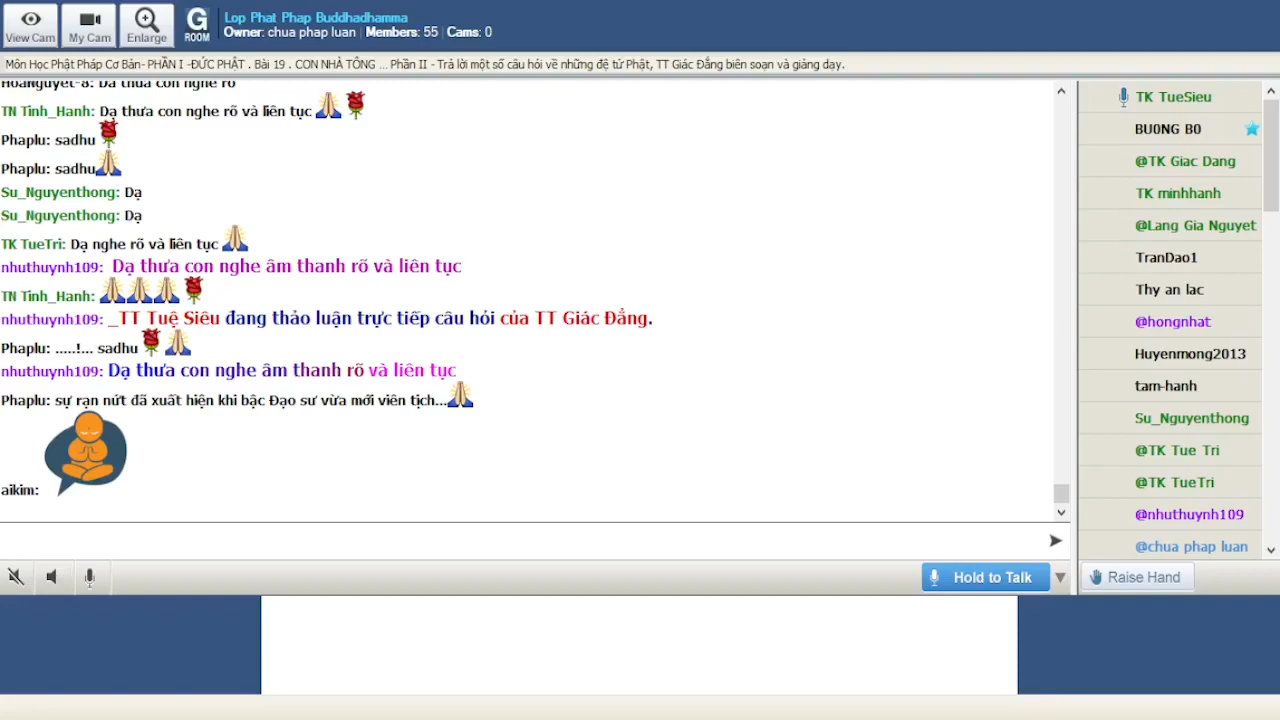 View Cam
My Cam
Enlarge
G
ROOM
Lop Phat Phap Buddhadhamma
Owner: chua phap luan | Members: 55 | Cams: 0
Môn Học Phật Pháp Cơ Bản- PHẦN I -ĐỨC PHẬT . Bài 19 . CON NHÀ TÔNG ... Phần II - Trả lời một số câu hỏi về những đệ tử Phật, TT Giác Đẳng biên soạn và giảng dạy.
HoaNguyet-8: Dạ thưa con nghe rõ
TN Tinh_Hanh: Dạ thưa con nghe rõ và liên tục
Phaplu: sadhu
Phaplu: sadhu
Su_Nguyenthong: Dạ
Su_Nguyenthong: Dạ
TK TueTri: Dạ nghe rõ và liên tục
nhuthuynh109: Dạ thưa con nghe âm thanh rõ và liên tục
TN Tinh_Hanh:
nhuthuynh109: _TT Tuệ Siêu đang thảo luận trực tiếp câu hỏi của TT Giác Đẳng.
Phaplu: .....!... sadhu
nhuthuynh109: Dạ thưa con nghe âm thanh rõ và liên tục
Phaplu: sự rạn nứt đã xuất hiện khi bậc Đạo sư vừa mới viên tịch...
aikim:
TK TueSieu
BU0NG B0
@TK Giac Dang
TK minhhanh
@Lang Gia Nguyet
TranDao1
Thy an lac
@hongnhat
Huyenmong2013
tam-hanh
Su_Nguyenthong
@TK Tue Tri
@TK TueTri
@nhuthuynh109
@chua phap luan
Hold to Talk
Raise Hand